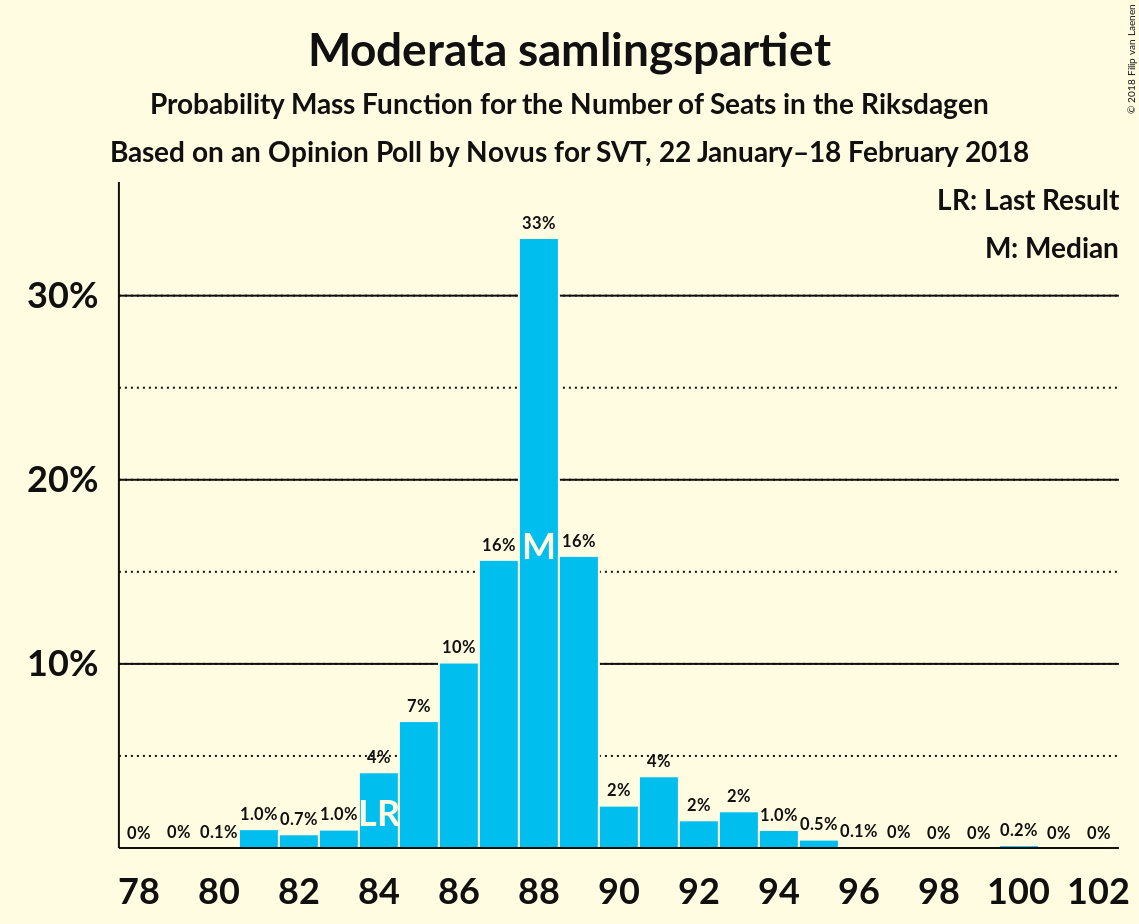 Moderata samlingspartiet
Probability Mass Function for the Number of Seats in the Riksdagen
Based on an Opinion Poll by Novus for SVT, 22 January–18 February 2018
© 2018 Filip van Laenen
LR: Last Result
M: Median
30%
20%
10%
0% 0% 0.1% 1.0% 0.7% 1.0% 4% 7% 10% 16% 33% 16% 2% 4% 2% 2% 1.0% 0.5% 0.1% 0% 0% 0% 0.2% 0% 0%
LR
M
78 80 82 84 86 88 90 92 94 96 98 100 102